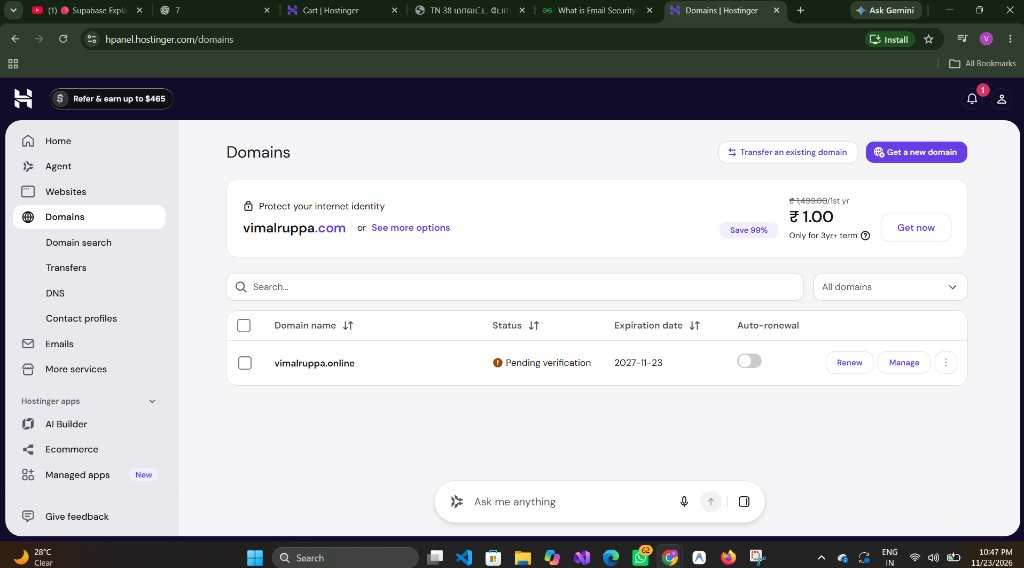 (1) 🔴 Supabase Expla
7
Cart | Hostinger
TN 38 மாவட்ட
What is Email Security
Domains | Hostinger
Ask Gemini
hpanel.hostinger.com/domains
Install
V
All Bookmarks
Refer & earn up to $465
1
Home
Agent
Websites
Domains
Domain search
Transfers
DNS
Contact profiles
Emails
More services
Hostinger apps
AI Builder
Ecommerce
Managed apps New
Give feedback
Domains
Transfer an existing domain
Get a new domain
Protect your internet identity
vimalruppa.com or See more options
Save 99%
₹ 1,499.00/1st yr
₹ 1.00
Only for 3yr+ term
Get now
Search...
All domains
Domain name Status Expiration date Auto-renewal
vimalruppa.online Pending verification 2027-11-23 Renew Manage
Ask me anything
28°C
Clear
Search
62
ENG
IN
10:47 PM
11/23/2026